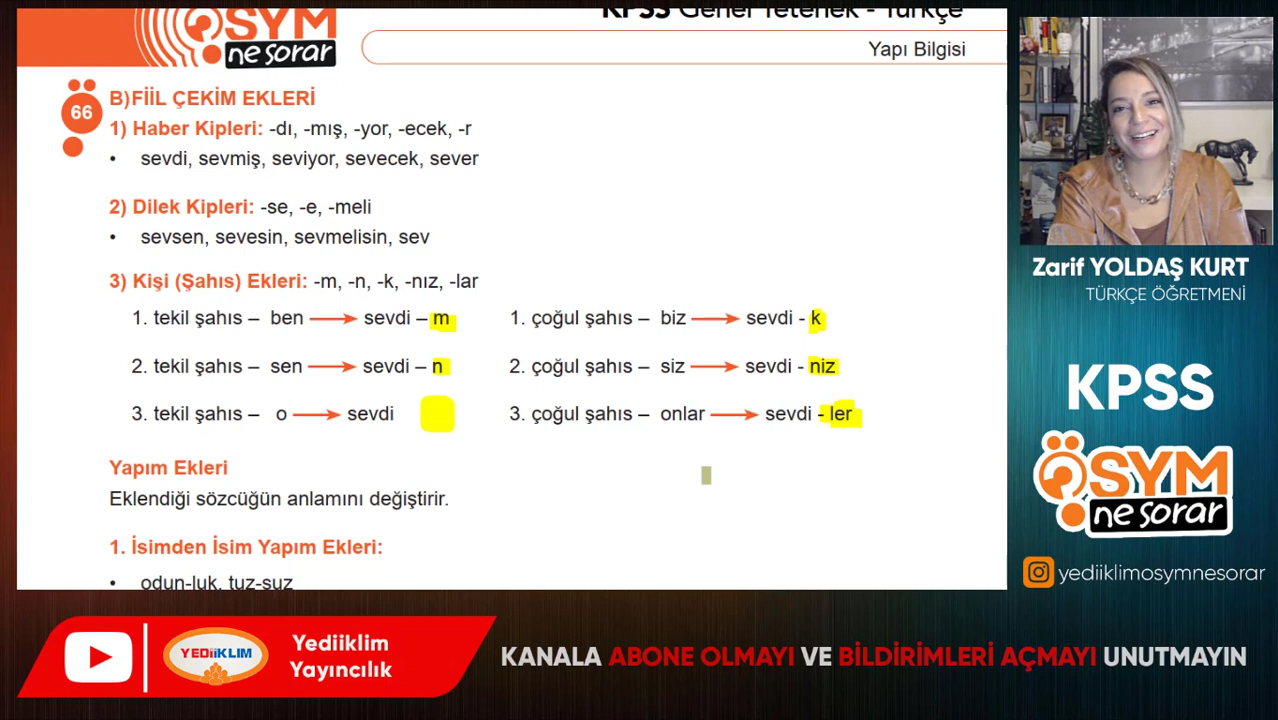 ÖSYM
ne sorar
KPSS Genel Yetenek - Türkçe
Yapı Bilgisi
66
B)FİİL ÇEKİM EKLERİ
1) Haber Kipleri: -dı, -mış, -yor, -ecek, -r
• sevdi, sevmiş, seviyor, sevecek, sever
2) Dilek Kipleri: -se, -e, -meli
• sevsen, sevesin, sevmelisin, sev
3) Kişi (Şahıs) Ekleri: -m, -n, -k, -nız, -lar
1. tekil şahıs – ben → sevdi – m
1. çoğul şahıs – biz → sevdi - k
2. tekil şahıs – sen → sevdi – n
2. çoğul şahıs – siz → sevdi - niz
3. tekil şahıs – o → sevdi
3. çoğul şahıs – onlar → sevdi - ler
Yapım Ekleri
Eklendiği sözcüğün anlamını değiştirir.
1. İsimden İsim Yapım Ekleri:
• odun-luk, tuz-suz
Zarif YOLDAŞ KURT
TÜRKÇE ÖĞRETMENİ
KPSS
ÖSYM
ne sorar
yediiklimosymnesorar
YEDiiKLiM
Yediiklim
Yayıncılık
KANALA ABONE OLMAYI VE BİLDİRİMLERİ AÇMAYI UNUTMAYIN